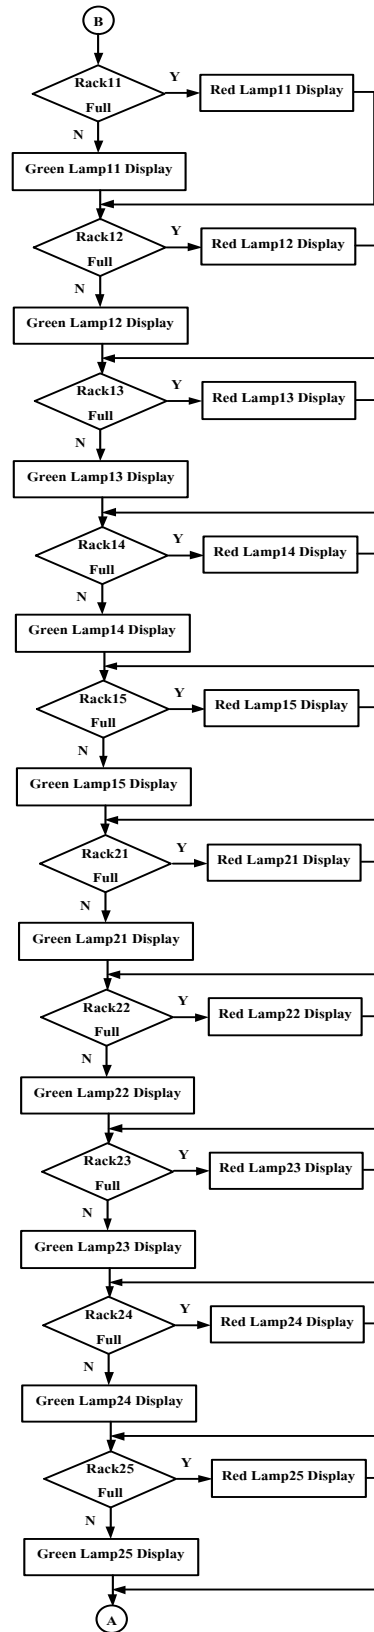 B
Rack11
Full
Y
Red Lamp11 Display
N
Green Lamp11 Display
Rack12
Full
Y
Red Lamp12 Display
N
Green Lamp12 Display
Rack13
Full
Y
Red Lamp13 Display
N
Green Lamp13 Display
Rack14
Full
Y
Red Lamp14 Display
N
Green Lamp14 Display
Rack15
Full
Y
Red Lamp15 Display
N
Green Lamp15 Display
Rack21
Full
Y
Red Lamp21 Display
N
Green Lamp21 Display
Rack22
Full
Y
Red Lamp22 Display
N
Green Lamp22 Display
Rack23
Full
Y
Red Lamp23 Display
N
Green Lamp23 Display
Rack24
Full
Y
Red Lamp24 Display
N
Green Lamp24 Display
Rack25
Full
Y
Red Lamp25 Display
N
Green Lamp25 Display
A